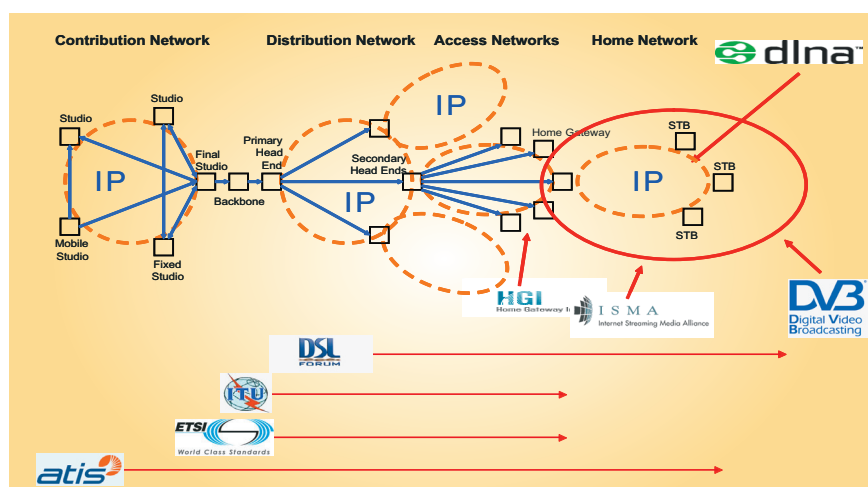 Contribution Network
Distribution Network
Access Networks
Home Network
dlna™
Studio
Studio
IP
Final
Studio
Mobile
Studio
Fixed
Studio
Backbone
Primary
Head
End
IP
IP
Secondary
Head Ends
Home Gateway
STB
STB
STB
IP
HGI
Home Gateway
ISMA
Internet Streaming Media Alliance
DVB®
Digital Video
Broadcasting
DSL
FORUM
ITU
ETSI
World Class Standards
atis